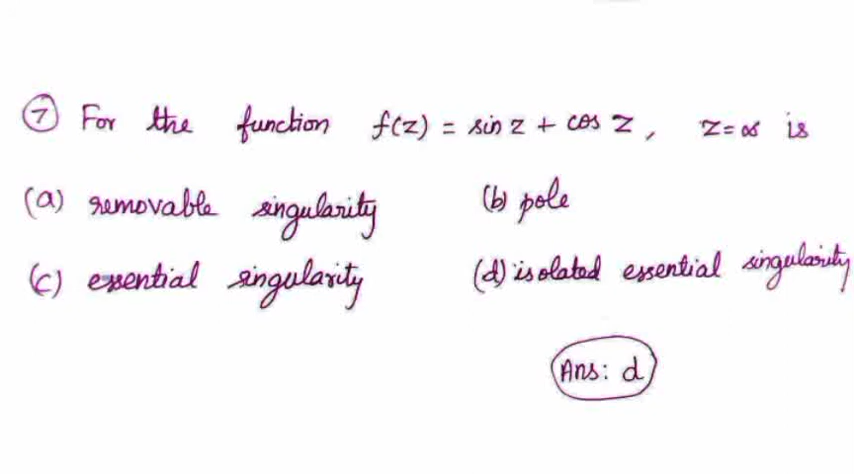 ⑦ For the function f(z) = sin z + cos z, z=∞ is
(a) removable singularity (b) pole
(c) essential singularity (d) isolated essential singularity
Ans: d